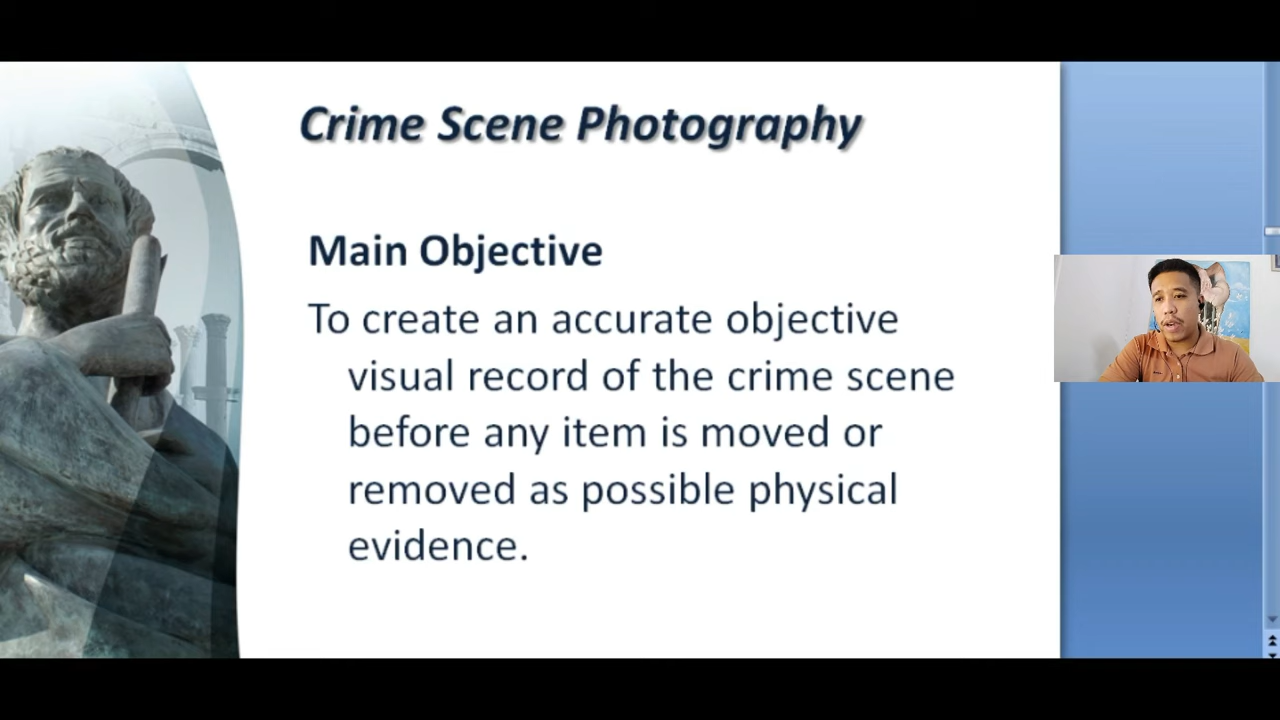 Crime Scene Photography
Main Objective
To create an accurate objective
visual record of the crime scene
before any item is moved or
removed as possible physical
evidence.